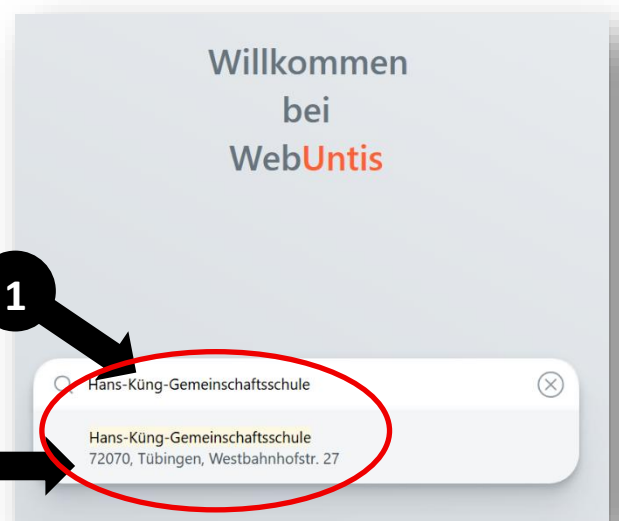 Willkommen
bei
WebUntis
1
Hans-Küng-Gemeinschaftsschule
Hans-Küng-Gemeinschaftsschule
72070, Tübingen, Westbahnhofstr. 27